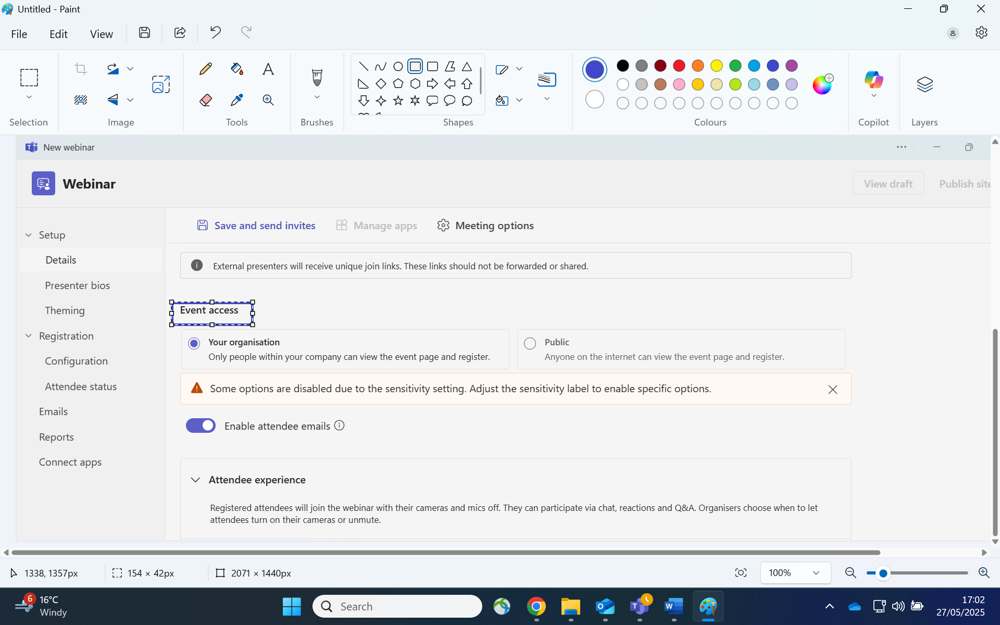 Untitled - Paint
File Edit View
Selection Image Tools Brushes Shapes Colours Copilot Layers
New webinar
Webinar
View draft Publish site
Save and send invites Manage apps Meeting options
Setup
Details
Presenter bios
Theming
Registration
Configuration
Attendee status
Emails
Reports
Connect apps
External presenters will receive unique join links. These links should not be forwarded or shared.
Event access
Your organisation
Only people within your company can view the event page and register.
Public
Anyone on the internet can view the event page and register.
Some options are disabled due to the sensitivity setting. Adjust the sensitivity label to enable specific options.
Enable attendee emails
Attendee experience
Registered attendees will join the webinar with their cameras and mics off. They can participate via chat, reactions and Q&A. Organisers choose when to let
attendees turn on their cameras or unmute.
1338, 1357px 154 × 42px 2071 × 1440px 100%
6 16°C
Windy
Search
17:02
27/05/2025